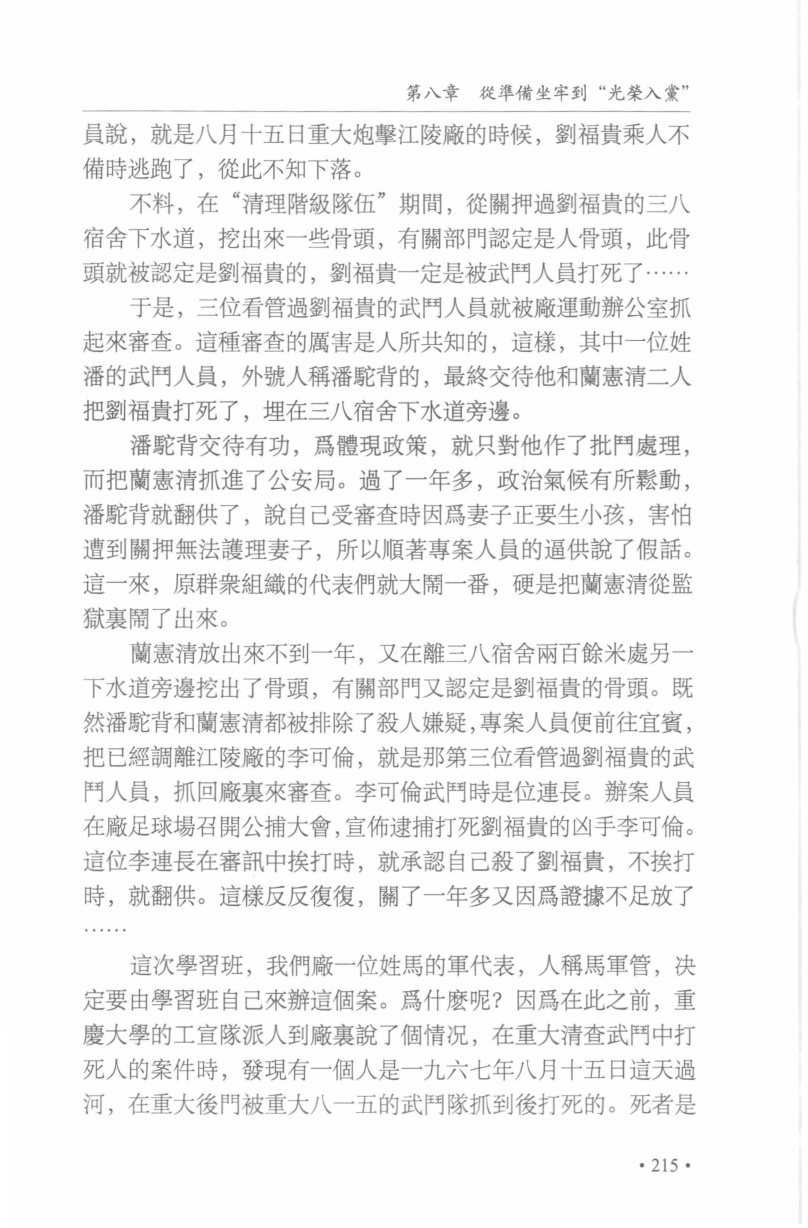 第八章　從準備坐牢到“光榮入黨”
員說，就是八月十五日重大炮擊江陵廠的時候，劉福貴乘人不
備時逃跑了，從此不知下落。
不料，在“清理階級隊伍”期間，從關押過劉福貴的三八
宿舍下水道，挖出來一些骨頭，有關部門認定是人骨頭，此骨
頭就被認定是劉福貴的，劉福貴一定是被武鬥人員打死了……
于是，三位看管過劉福貴的武鬥人員就被廠運動辦公室抓
起來審查。這種審查的厲害是人所共知的，這樣，其中一位姓
潘的武鬥人員，外號人稱潘駝背的，最終交待他和蘭憲清二人
把劉福貴打死了，埋在三八宿舍下水道旁邊。
潘駝背交待有功，爲體現政策，就只對他作了批鬥處理，
而把蘭憲清抓進了公安局。過了一年多，政治氣候有所鬆動，
潘駝背就翻供了，說自己受審查時因爲妻子正要生小孩，害怕
遭到關押無法護理妻子，所以順著專案人員的逼供說了假話。
這一來，原群衆組織的代表們就大鬧一番，硬是把蘭憲清從監
獄裏鬧了出來。
蘭憲清放出來不到一年，又在離三八宿舍兩百餘米處另一
下水道旁邊挖出了骨頭，有關部門又認定是劉福貴的骨頭。既
然潘駝背和蘭憲清都被排除了殺人嫌疑，專案人員便前往宜賓，
把已經調離江陵廠的李可倫，就是那第三位看管過劉福貴的武
鬥人員，抓回廠裏來審查。李可倫武鬥時是位連長。辦案人員
在廠足球場召開公捕大會，宣佈逮捕打死劉福貴的凶手李可倫。
這位李連長在審訊中挨打時，就承認自己殺了劉福貴，不挨打
時，就翻供。這樣反反復復，關了一年多又因爲證據不足放了
……
這次學習班，我們廠一位姓馬的軍代表，人稱馬軍管，決
定要由學習班自己來辦這個案。爲什麽呢？因爲在此之前，重
慶大學的工宣隊派人到廠裏說了個情況，在重大清查武鬥中打
死人的案件時，發現有一個人是一九六七年八月十五日這天過
河，在重大後門被重大八一五的武鬥隊抓到後打死的。死者是
·215·